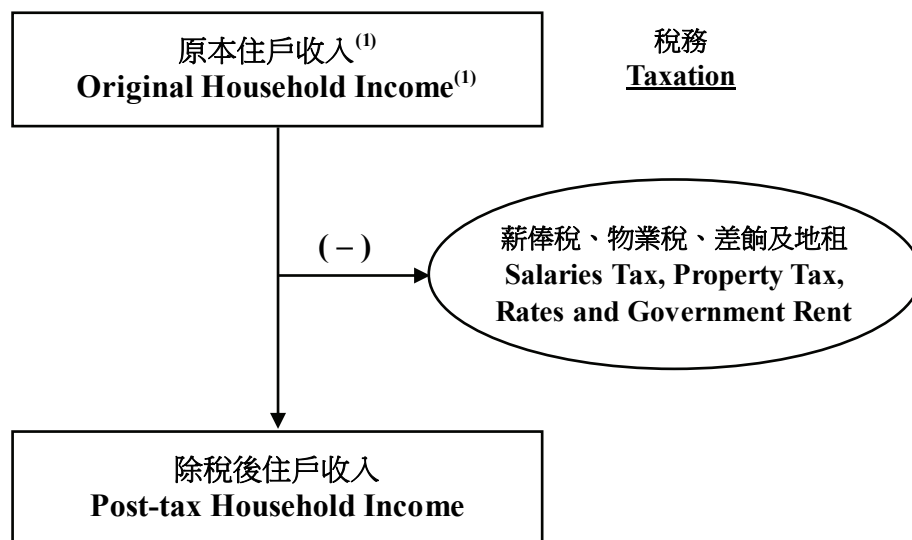 原本住戶收入(1)
Original Household Income(1)
稅務
Taxation
( – )
薪俸稅、物業稅、差餉及地租
Salaries Tax, Property Tax,
Rates and Government Rent
除稅後住戶收入
Post-tax Household Income